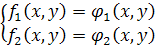 f₁(x, y) = φ₁(x, y)
f₂(x, y) = φ₂(x, y)